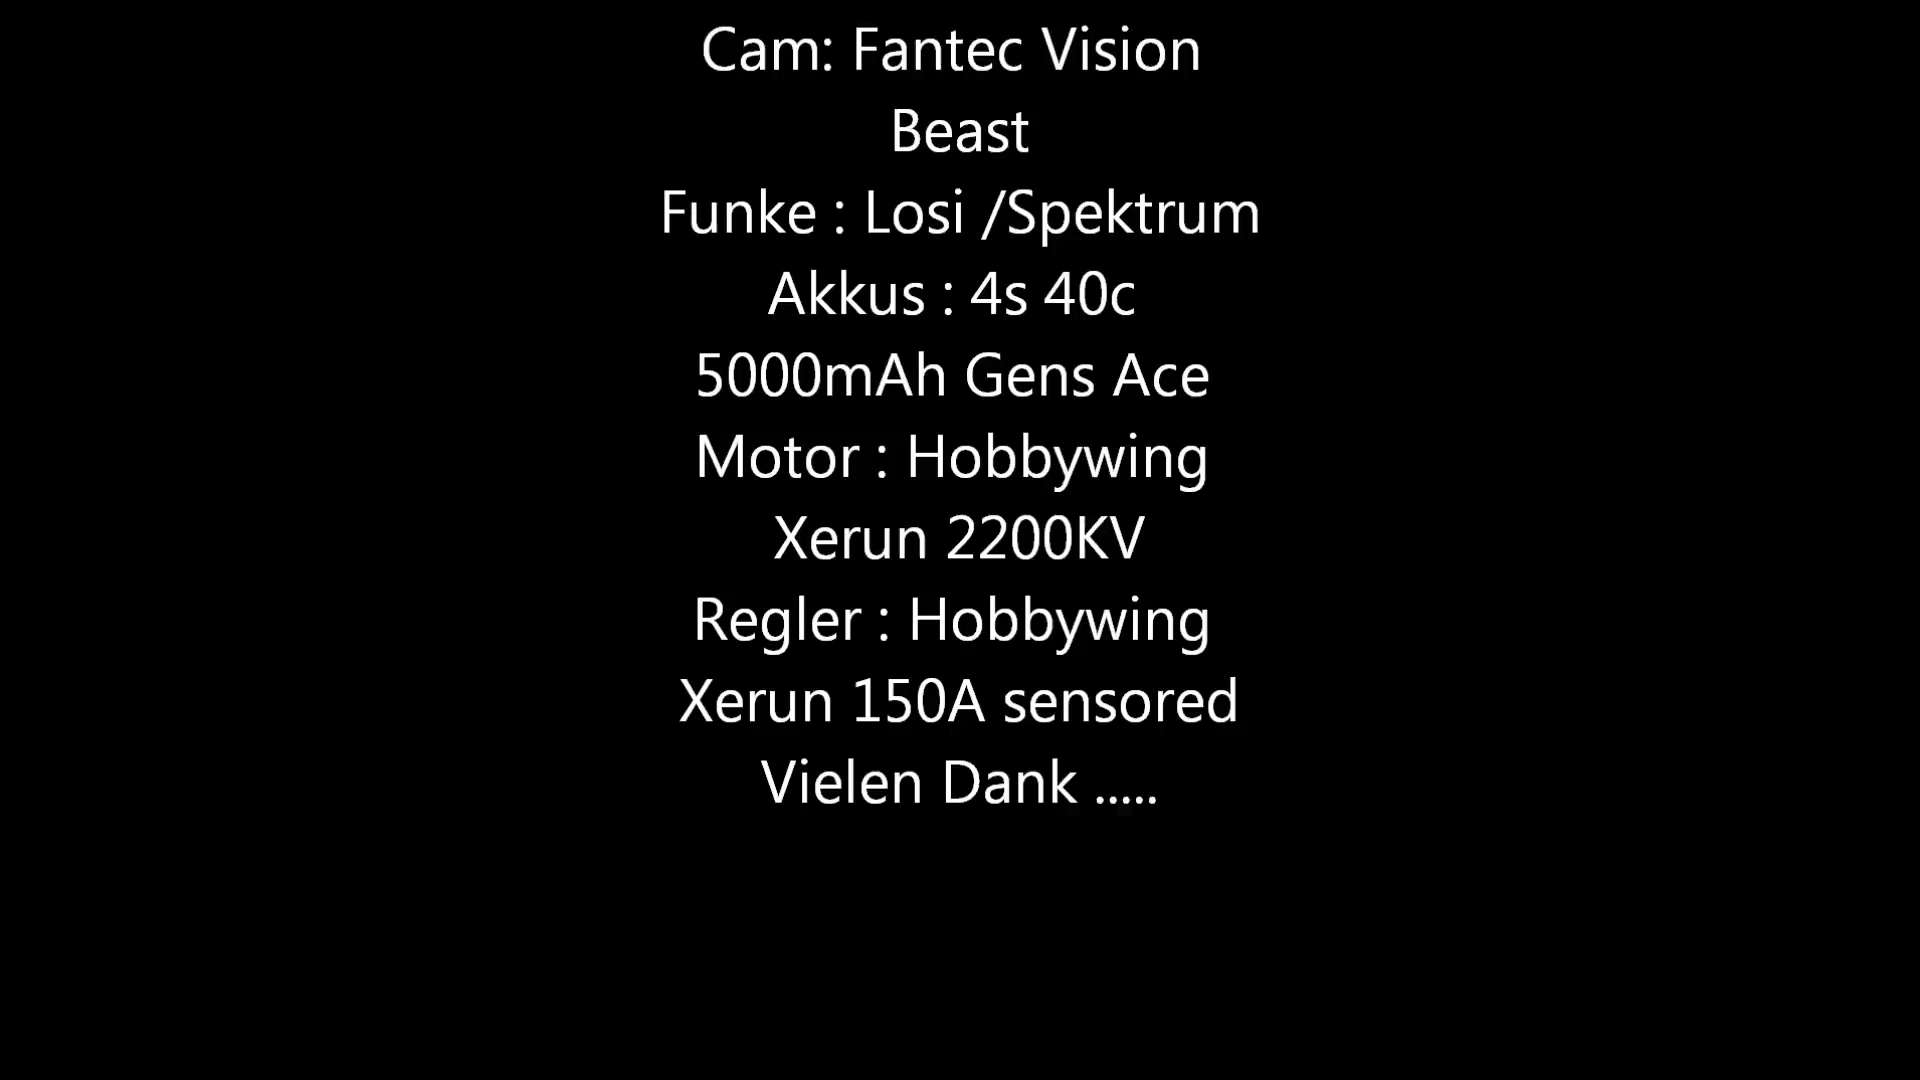 Cam: Fantec Vision
Beast
Funke : Losi /Spektrum
Akkus : 4s 40c
5000mAh Gens Ace
Motor : Hobbywing
Xerun 2200KV
Regler : Hobbywing
Xerun 150A sensored
Vielen Dank .....